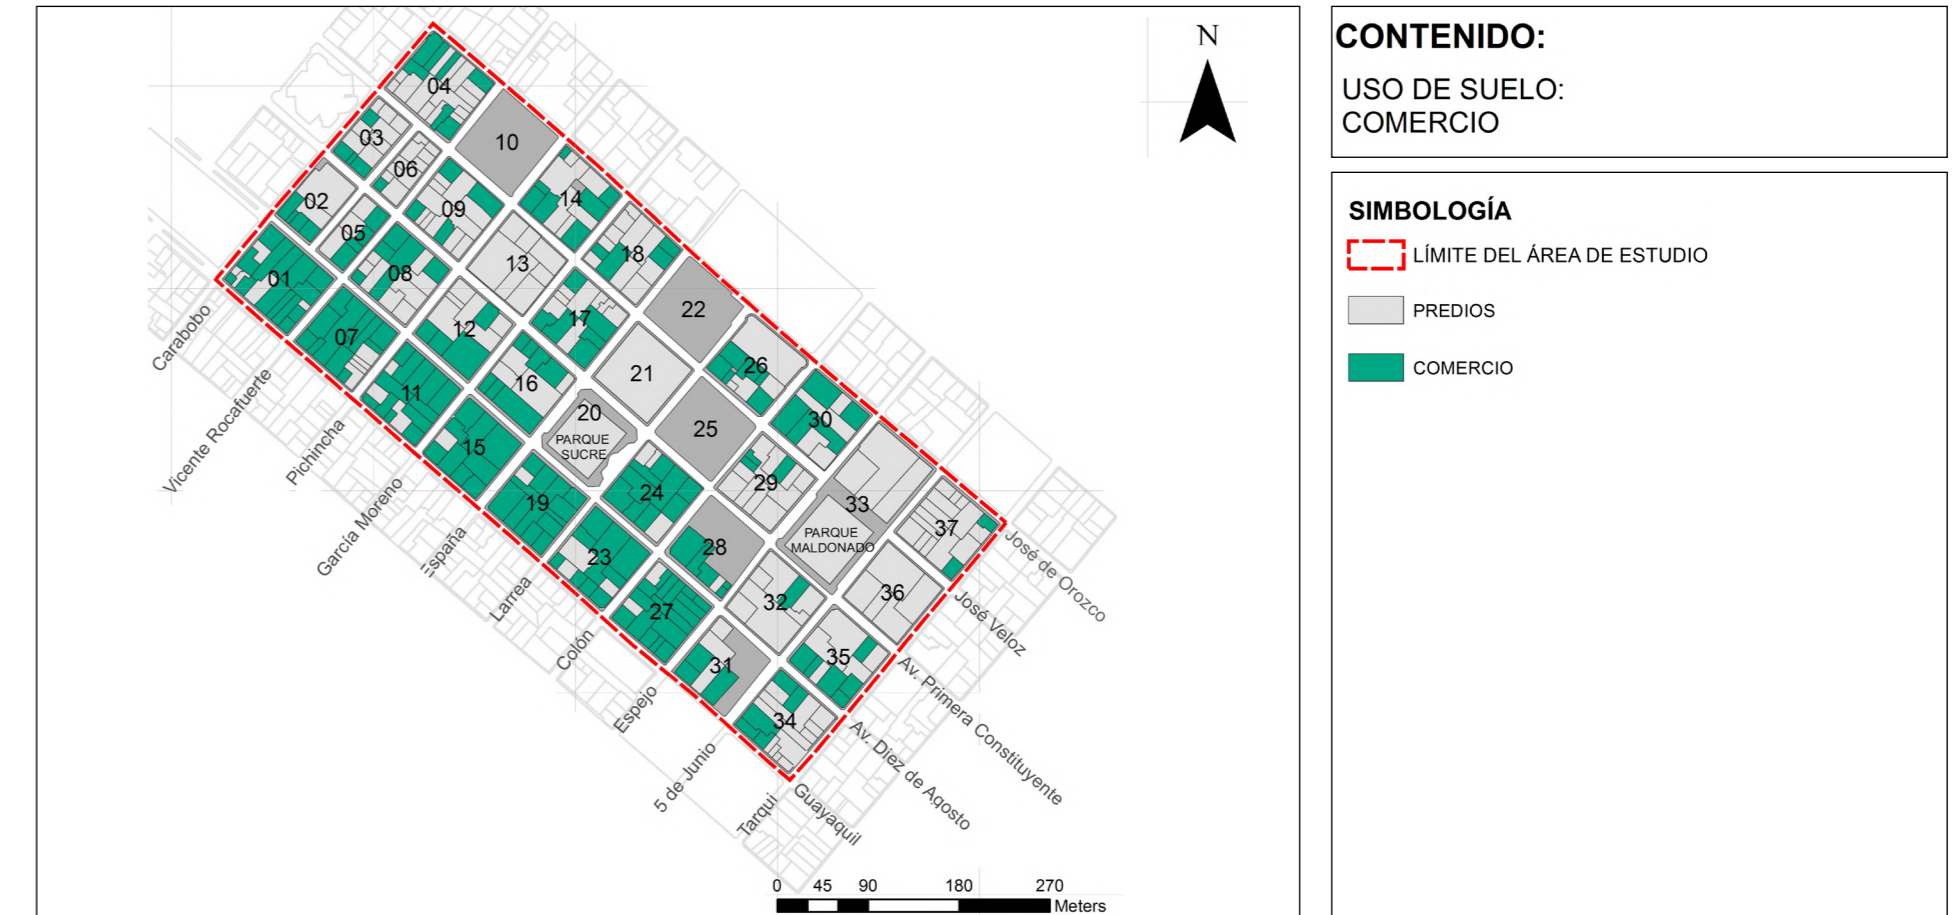 N
04
10
03
06
14
02
09
05
18
13
01
08
22
17
12
07
26
21
16
11
30
20
25
PARQUE
SUCRE
15
29
24
33
19
37
PARQUE
MALDONADO
28
23
36
32
27
35
31
34
Carabobo
Vicente Rocafuerte
Pichincha
García Moreno
España
Larrea
Colón
Espejo
5 de Junio
Tarqui
José de Orozco
José Veloz
Av. Primera Constituyente
Av. Diez de Agosto
Guayaquil
0 45 90 180 270
Meters
CONTENIDO:
USO DE SUELO:
COMERCIO
SIMBOLOGÍA
LÍMITE DEL ÁREA DE ESTUDIO
PREDIOS
COMERCIO